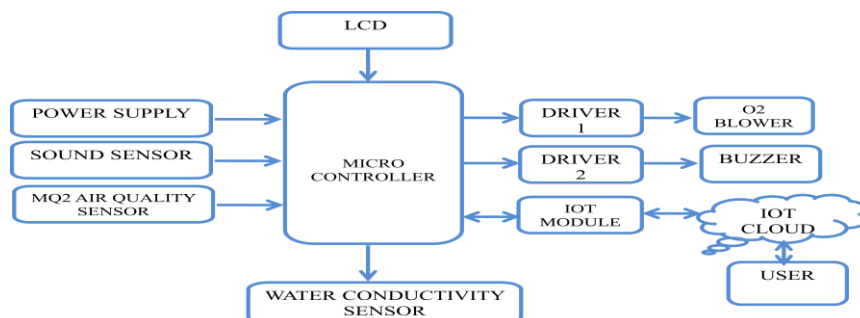 LCD
POWER SUPPLY
SOUND SENSOR
MQ2 AIR QUALITY
SENSOR
MICRO
CONTROLLER
DRIVER
1
DRIVER
2
IOT
MODULE
O2
BLOWER
BUZZER
IOT
CLOUD
USER
WATER CONDUCTIVITY
SENSOR